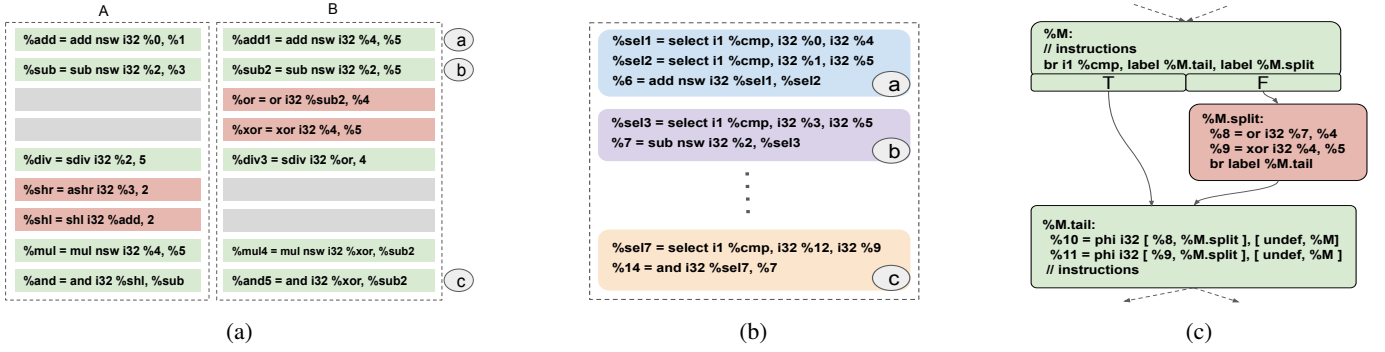 A
B
%add = add nsw i32 %0, %1
%add1 = add nsw i32 %4, %5
a
%sub = sub nsw i32 %2, %3
%sub2 = sub nsw i32 %2, %5
b
%or = or i32 %sub2, %4
%xor = xor i32 %4, %5
%div = sdiv i32 %2, 5
%div3 = sdiv i32 %or, 4
%shr = ashr i32 %3, 2
%shl = shl i32 %add, 2
%mul = mul nsw i32 %4, %5
%mul4 = mul nsw i32 %xor, %sub2
%and = and i32 %shl, %sub
%and5 = and i32 %xor, %sub2
c
(a)
%sel1 = select i1 %cmp, i32 %0, i32 %4
%sel2 = select i1 %cmp, i32 %1, i32 %5
%6 = add nsw i32 %sel1, %sel2
a
%sel3 = select i1 %cmp, i32 %3, i32 %5
%7 = sub nsw i32 %2, %sel3
b
%sel7 = select i1 %cmp, i32 %12, i32 %9
%14 = and i32 %sel7, %7
c
(b)
%M:
// instructions
br i1 %cmp, label %M.tail, label %M.split
T
F
%M.split:
%8 = or i32 %7, %4
%9 = xor i32 %4, %5
br label %M.tail
%M.tail:
%10 = phi i32 [ %8, %M.split ], [ undef, %M]
%11 = phi i32 [ %9, %M.split ], [ undef, %M ]
// instructions
(c)